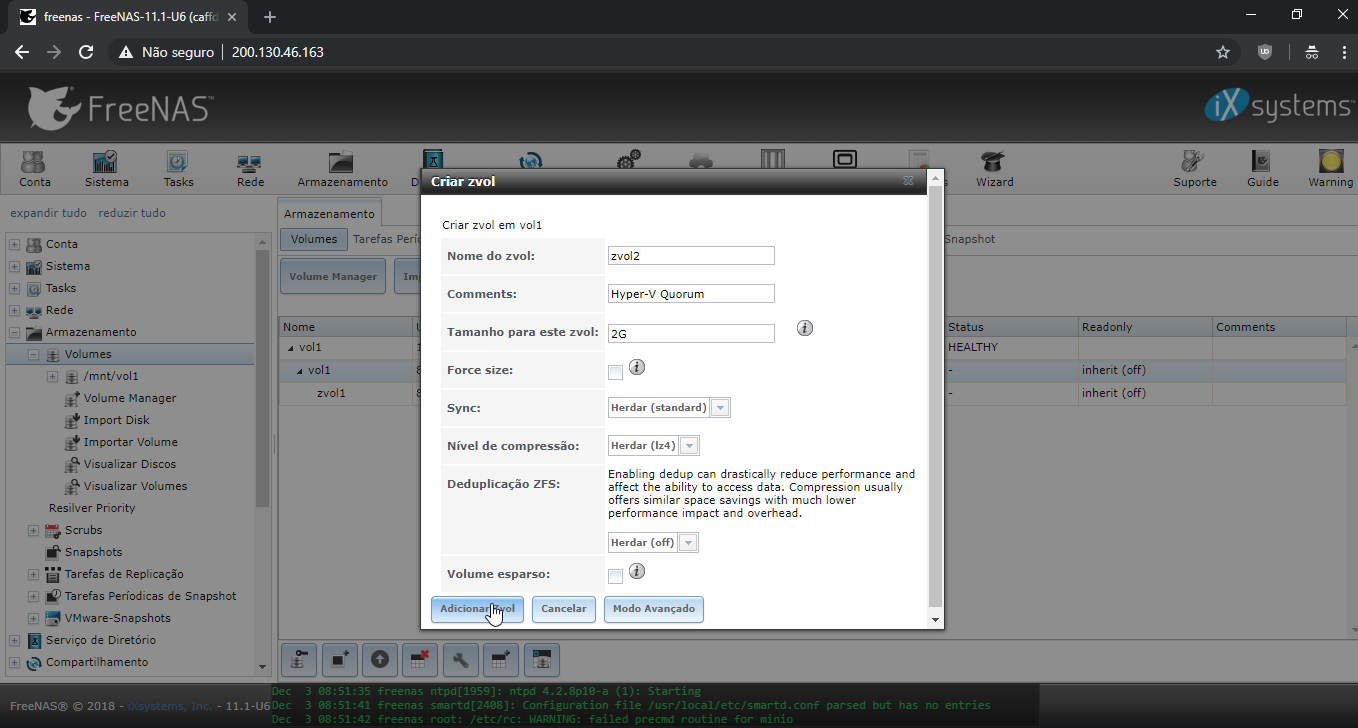 freenas - FreeNAS-11.1-U6 (caffd
Não seguro
200.130.46.163
FreeNAS™
iXsystems™
Conta
Sistema
Tasks
Rede
Armazenamento
Wizard
Suporte
Guide
Warning
expandir tudo
reduzir tudo
Conta
Sistema
Tasks
Rede
Armazenamento
Volumes
/mnt/vol1
Volume Manager
Import Disk
Importar Volume
Visualizar Discos
Visualizar Volumes
Resilver Priority
Scrubs
Snapshots
Tarefas de Replicação
Tarefas Períodicas de Snapshot
VMware-Snapshots
Serviço de Diretório
Compartilhamento
Armazenamento
Volumes
Tarefas Perío
Snapshot
Volume Manager
Im
Nome
Status
Readonly
Comments
vol1
HEALTHY
vol1
-
inherit (off)
zvol1
-
inherit (off)
Criar zvol
Criar zvol em vol1
Nome do zvol:
zvol2
Comments:
Hyper-V Quorum
Tamanho para este zvol:
2G
Force size:
Sync:
Herdar (standard)
Nível de compressão:
Herdar (lz4)
Deduplicação ZFS:
Enabling dedup can drastically reduce performance and
affect the ability to access data. Compression usually
offers similar space savings with much lower
performance impact and overhead.
Herdar (off)
Volume esparso:
Adicionar zvol
Cancelar
Modo Avançado
FreeNAS® © 2018 - iXsystems, Inc. - 11.1-U6
Dec 3 08:51:35 freenas ntpd[1959]: ntpd 4.2.8p10-a (1): Starting
Dec 3 08:51:41 freenas smartd[2408]: Configuration file /usr/local/etc/smartd.conf parsed but has no entries
Dec 3 08:51:42 freenas root: /etc/rc: WARNING: failed precmd routine for minio